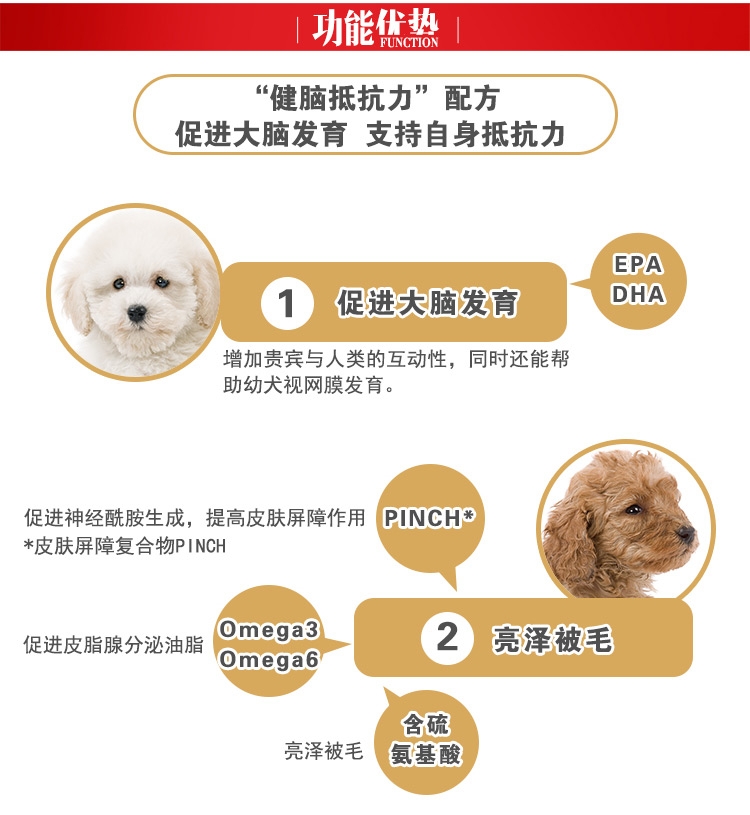 功能优势
FUNCTION
“健脑抵抗力”配方
促进大脑发育 支持自身抵抗力
1 促进大脑发育
EPA
DHA
增加贵宾与人类的互动性，同时还能帮
助幼犬视网膜发育。
促进神经酰胺生成，提高皮肤屏障作用
*皮肤屏障复合物PINCH
PINCH*
促进皮脂腺分泌油脂
Omega3
Omega6
2 亮泽被毛
亮泽被毛
含硫
氨基酸